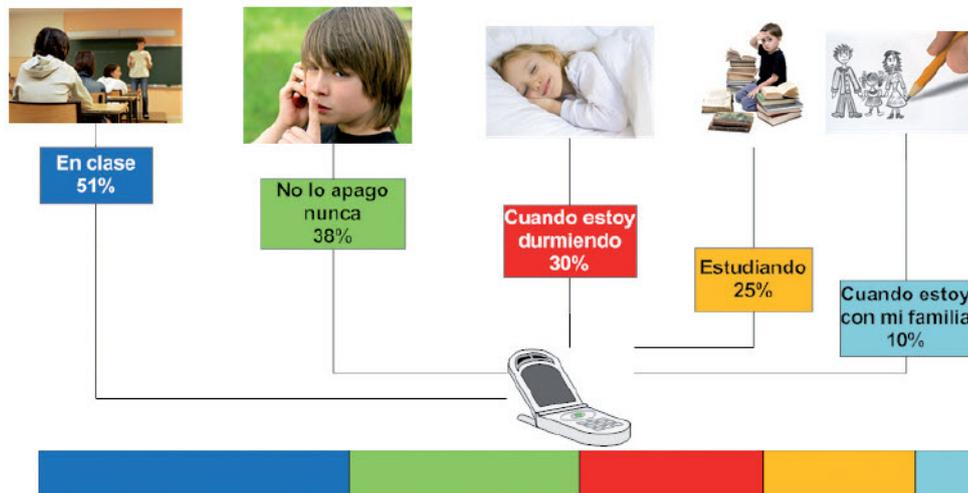 En clase
51%
No lo apago
nunca
38%
Cuando estoy
durmiendo
30%
Estudiando
25%
Cuando estoy
con mi familia
10%